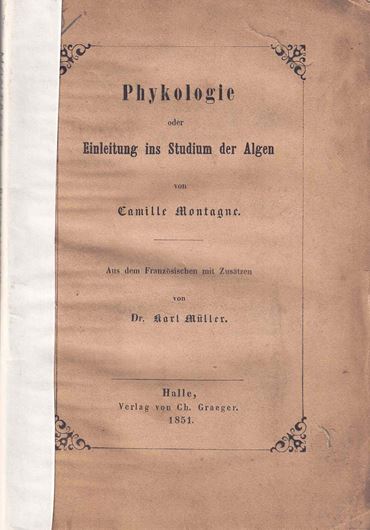 Phykologie
oder
Einleitung ins Studium der Algen
von
Camille Montagne.
Aus dem Französischen mit Zusätzen
von
Dr. Karl Müller.
Halle,
Verlag von Ch. Graeger.
1851.